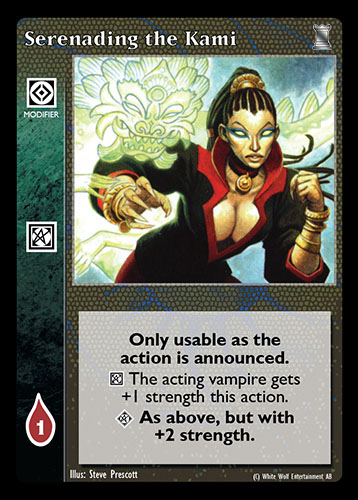 Serenading the Kami
MODIFIER
Only usable as the
action is announced.
The acting vampire gets
+1 strength this action.
As above, but with
+2 strength.
1
Illus: Steve Prescott
(C) White Wolf Entertainment AB